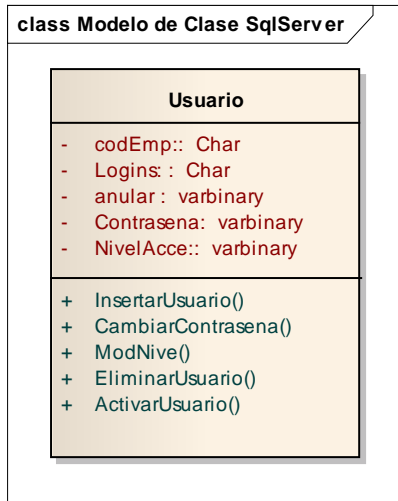 class Modelo de Clase SqlServer
Usuario
- codEmp:: Char
- Logins: : Char
- anular : varbinary
- Contrasena: varbinary
- NivelAcce:: varbinary
+ InsertarUsuario()
+ CambiarContrasena()
+ ModNive()
+ EliminarUsuario()
+ ActivarUsuario()